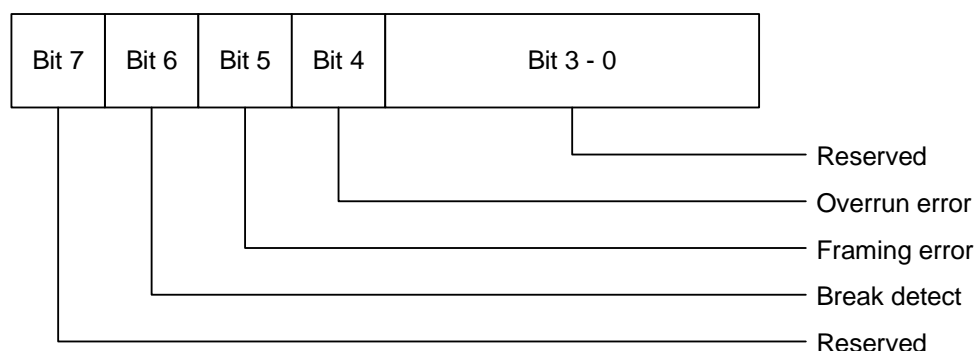 Bit 7 Bit 6 Bit 5 Bit 4 Bit 3 - 0
Reserved
Overrun error
Framing error
Break detect
Reserved